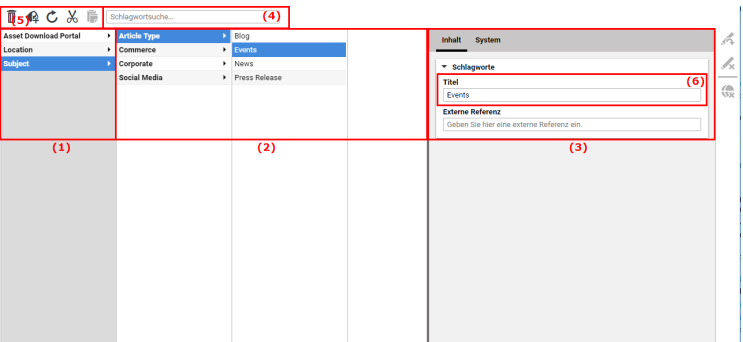 (5)
Schlagwortsuche...
(4)
Asset Download Portal
Location
Subject
Article Type
Commerce
Corporate
Social Media
Blog
Events
News
Press Release
Inhalt
System
Schlagworte
Titel
(6)
Events
Externe Referenz
Geben Sie hier eine externe Referenz ein.
(1)
(2)
(3)